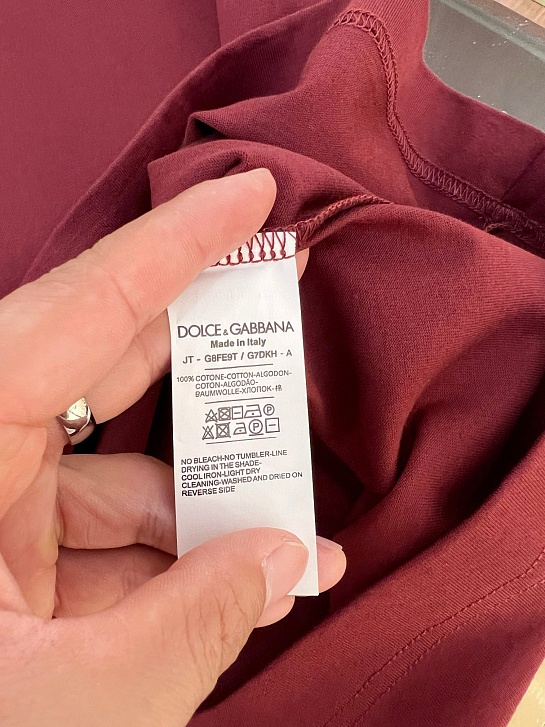 DOLCE & GABBANA
Made in Italy
JT - G8FE9T / G7DKH - A
100% COTONE-COTTON-ALGODON-
COTON-ALGODÃO-
BAUMWOLLE-ХЛОПОК-棉
NO BLEACH-NO TUMBLER-LINE
DRYING IN THE SHADE-
COOL IRON-LIGHT DRY
CLEANING-WASHED AND DRIED ON
REVERSE SIDE